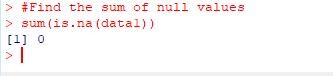 > #Find the sum of null values
> sum(is.na(data1))
[1] 0
>